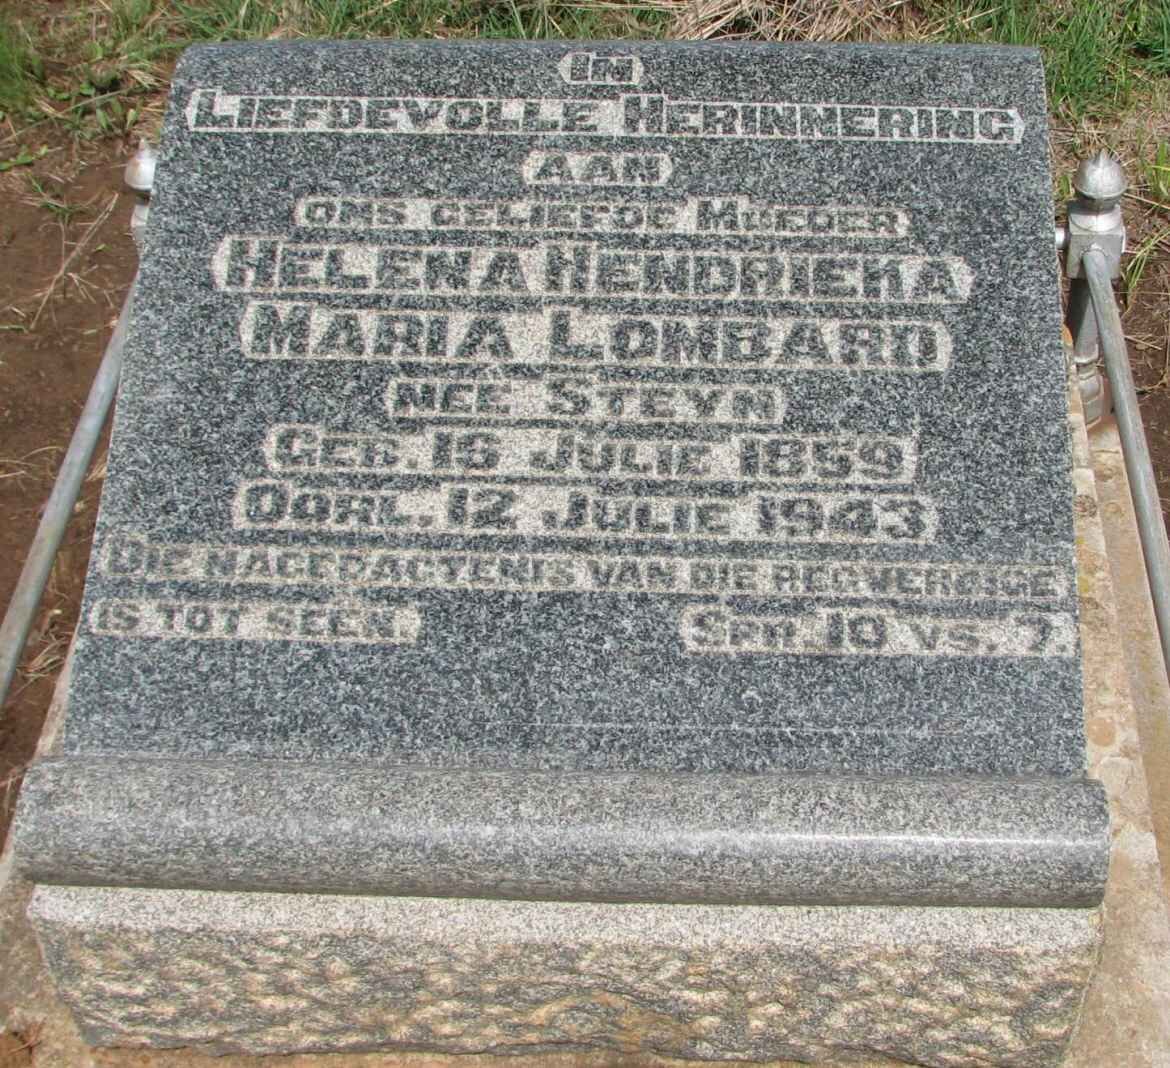 IN
LIEFDEVOLLE HERINNERING
AAN
ONS GELIEFDE MOEDER
HELENA HENDRIEKA
MARIA LOMBARD
NEE STEYN
GEB. 16 JULIE 1859
OORL. 12 JULIE 1943
DIE NAGEDAGTENIS VAN DIE REGVERDIGE
IS TOT SEEN. SPR. 10 VS. 7.